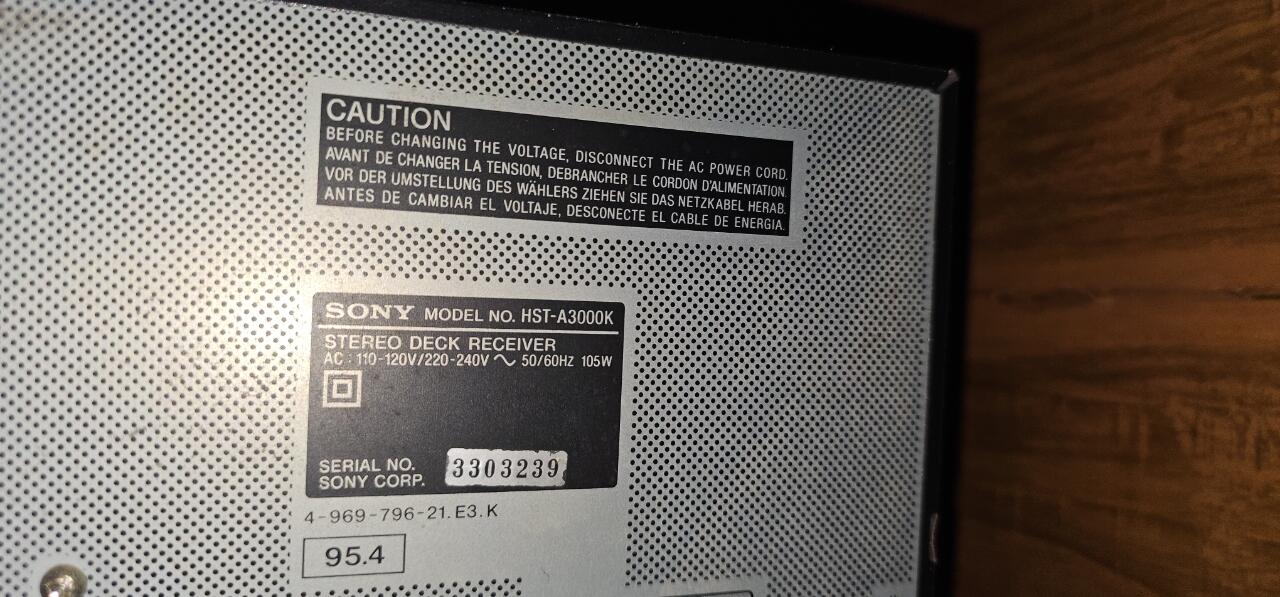 CAUTION
BEFORE CHANGING THE VOLTAGE, DISCONNECT THE AC POWER CORD.
AVANT DE CHANGER LA TENSION, DEBRANCHER LE CORDON D'ALIMENTATION.
VOR DER UMSTELLUNG DES WÄHLERS ZIEHEN SIE DAS NETZKABEL HERAB.
ANTES DE CAMBIAR EL VOLTAJE, DESCONECTE EL CABLE DE ENERGIA.
SONY MODEL NO. HST-A3000K
STEREO DECK RECEIVER
AC : 110-120V/220-240V ～ 50/60HZ 105W
SERIAL NO. 3303239
SONY CORP.
4-969-796-21. E3. K
95.4